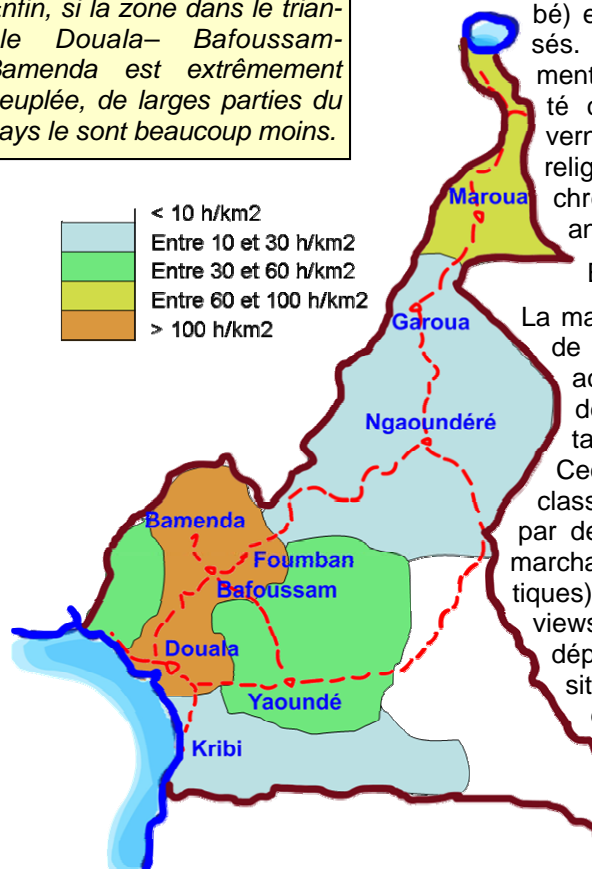 Enfin, si la zone dans le trian-
le Douala– Bafoussam-
Bamenda est extrêmement
euplée, de larges parties du
ays le sont beaucoup moins.
< 10 h/km2
Entre 10 et 30 h/km2
Entre 30 et 60 h/km2
Entre 60 et 100 h/km2
> 100 h/km2
Maroua
Garoua
Ngaoundéré
Bamenda
Foumban
Bafoussam
Douala
Yaoundé
Kribi
bé) e
sés.
ment
té c
vern
relig
chr
an
La ma
de
ac
de
ta
Ce
class
par de
marcha
tiques)
views
dép
sit